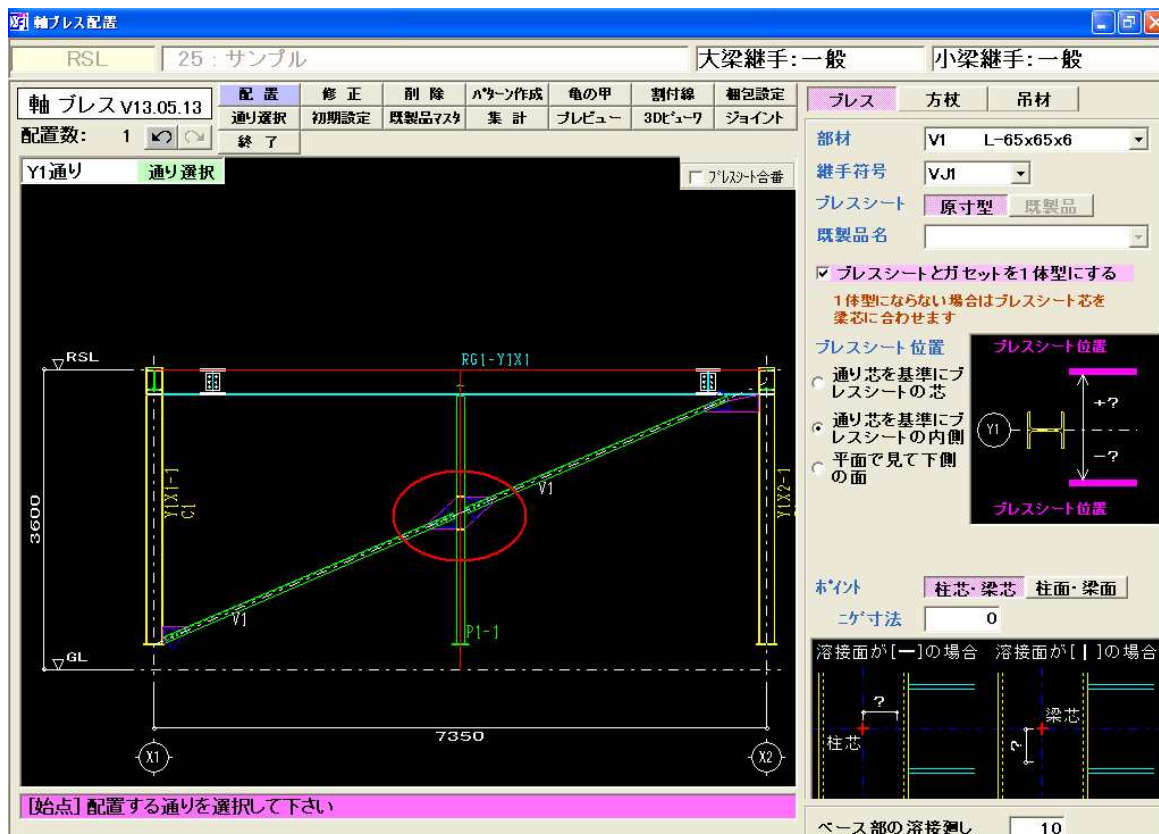 軸ブレス配置
RSL
25：サンプル
大梁継手:一般
小梁継手:一般
軸 ブレス V13.05.13
配置数: 1
配 置 修 正 削 除 パターン作成 亀の甲 割付線 梱包設定
通り選択 初期設定 既製品マスタ 集 計 プレビュー 3Dビューワ ジョイント
終 了
Y1通り 通り選択
ブレスシート合番
RSL
RG1-Y1X1
V1
Y1X1-1
C1
Y1X2-1
3600
V1
P1-1
GL
7350
X1
X2
[始点] 配置する通りを選択して下さい
ブレス 方杖 吊材
部材 V1 L-65x65x6
継手符号 VJ1
ブレスシート 原寸型 既製品
既製品名
ブレスシートとガセットを1体型にする
1体型にならない場合はブレスシート芯を
梁芯に合わせます
ブレスシート位置
通り芯を基準にブ
レスシートの芯
通り芯を基準にブ
レスシートの内側
平面で見て下側
の面
ブレスシート位置
+?
Y1
-?
ブレスシート位置
ポイント 柱芯・梁芯 柱面・梁面
ニゲ寸法 0
溶接面が[ー]の場合 溶接面が[｜]の場合
?
梁芯
柱芯
?
ベース部の溶接廻し 10